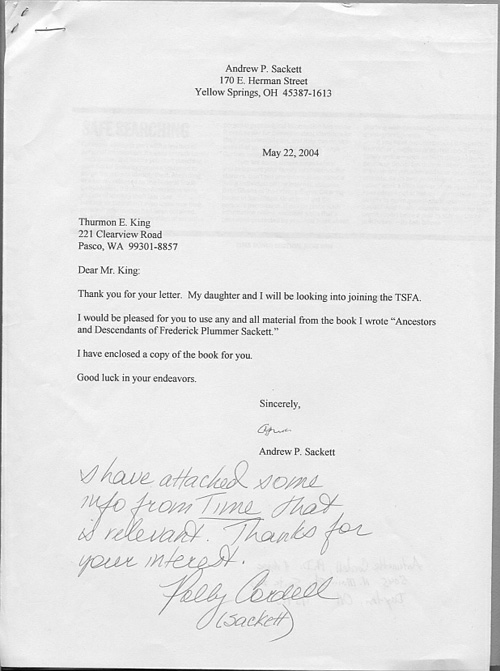 Andrew P. Sackett
170 E. Herman Street
Yellow Springs, OH 45387-1613
May 22, 2004
Thurmon E. King
221 Clearview Road
Pasco, WA 99301-8857
Dear Mr. King:
Thank you for your letter. My daughter and I will be looking into joining the TSFA.
I would be pleased for you to use any and all material from the book I wrote “Ancestors
and Descendants of Frederick Plummer Sackett.”
I have enclosed a copy of the book for you.
Good luck in your endeavors.
Sincerely,
Andrew P. Sackett
I have attached some
info from Time that
is relevant. Thanks for
your interest.
Polly Cordell
(Sackett)